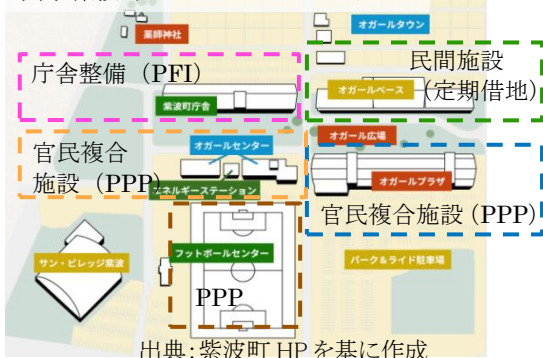 薬師神社
オガールタウン
庁舎整備（PFI）
民間施設
（定期借地）
オガールベース
紫波町庁舎
オガールセンター
オガール広場
官民複合
施設（PPP）
エネルギーステーション
オガールプラザ
官民複合施設（PPP）
サン・ビレッジ紫波
フットボールセンター
パーク＆ライド駐車場
PPP
出典：紫波町 HP を基に作成